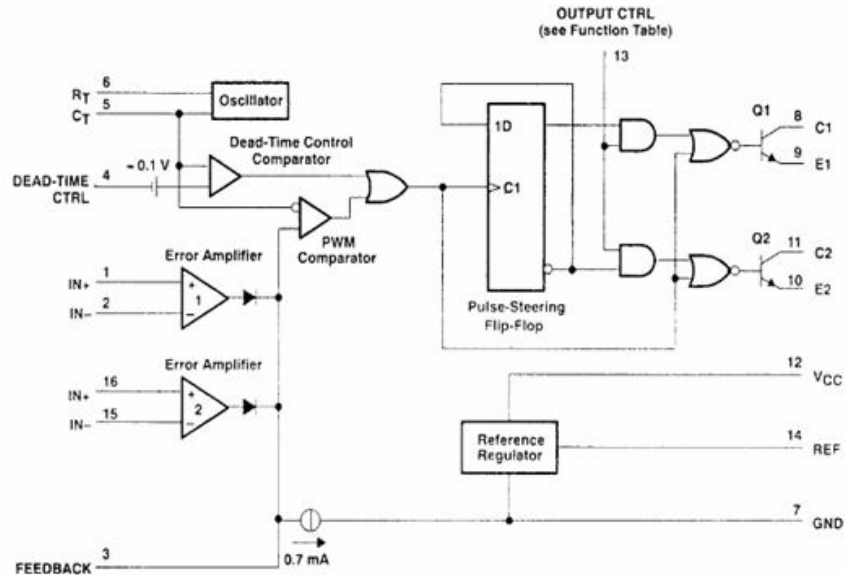 OUTPUT CTRL
(see Function Table)
13
6
RT
Oscillator
5
CT
Dead-Time Control
Comparator
≈ 0.1 V
4
DEAD-TIME
CTRL
PWM
Comparator
1D
C1
Pulse-Steering
Flip-Flop
Q1
8
C1
9
E1
Q2
11
C2
10
E2
Error Amplifier
1
IN+
+
1
2
IN–
–
Error Amplifier
16
IN+
+
2
15
IN–
–
12
VCC
Reference
Regulator
14
REF
7
GND
0.7 mA
3
FEEDBACK